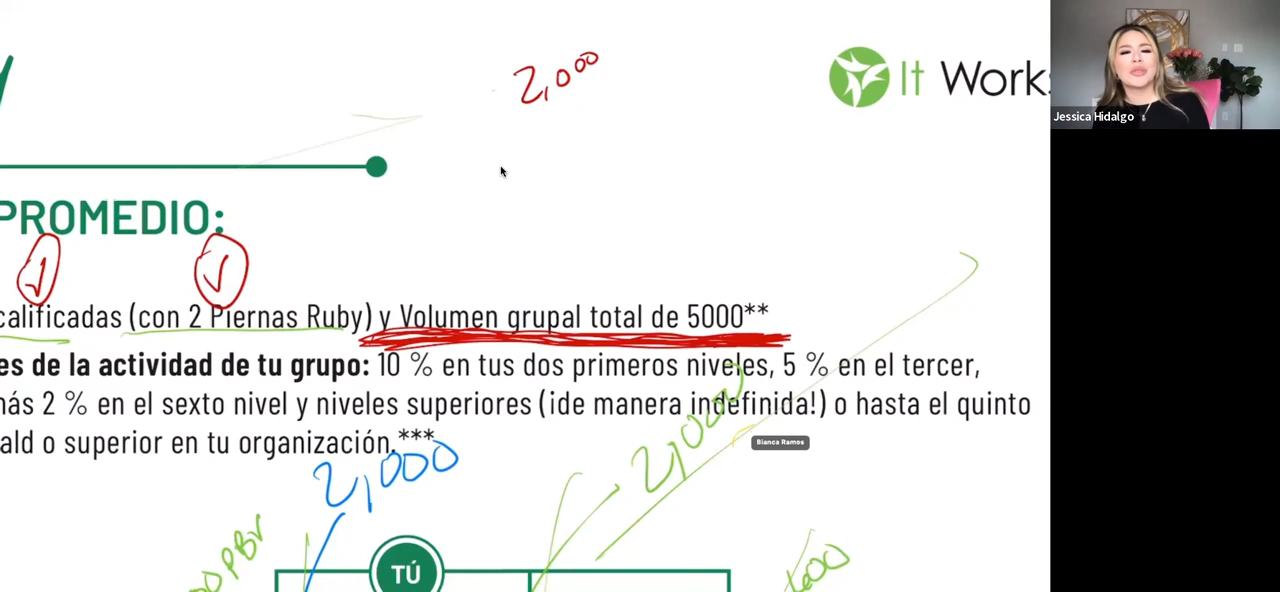 2,000
It Works
Jessica Hidalgo
PROMEDIO:
calificadas (con 2 Piernas Ruby) y Volumen grupal total de 5000**
es de la actividad de tu grupo: 10 % en tus dos primeros niveles, 5 % en el tercer,
más 2 % en el sexto nivel y niveles superiores (¡de manera indefinida!) o hasta el quinto
ald o superior en tu organización.***
Bianca Ramos
2,000
2,000
PBV
TÚ